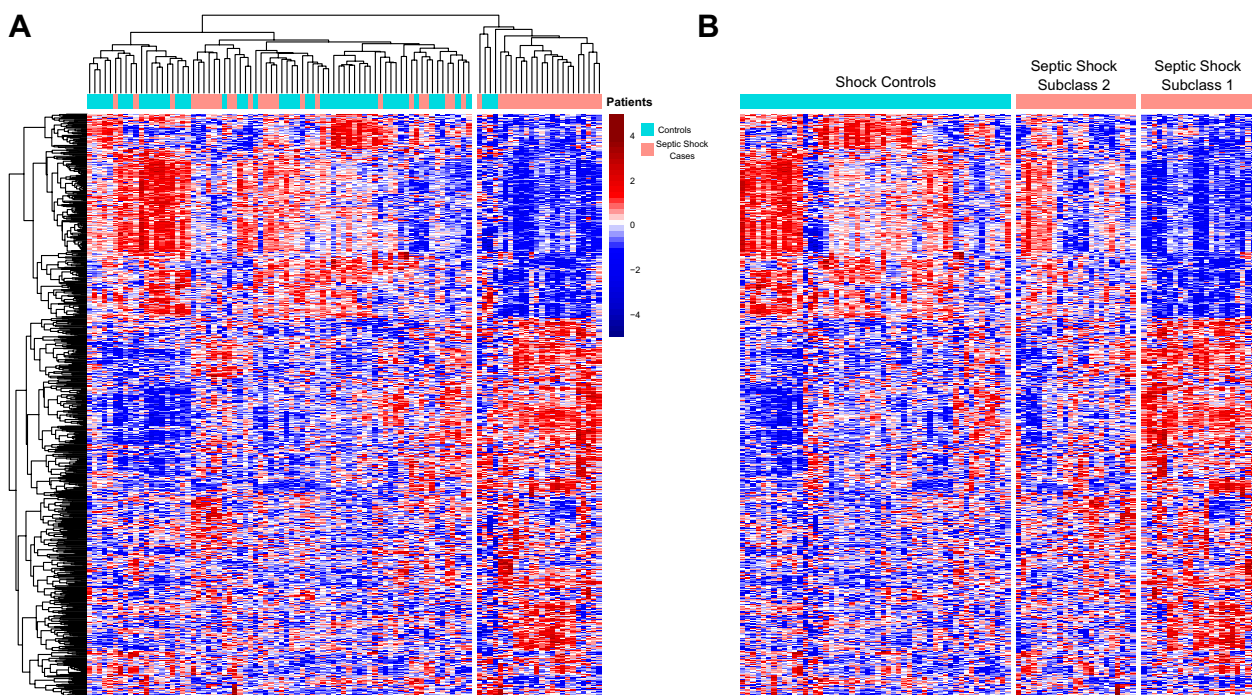 A
B
Shock Controls
Septic Shock
Subclass 2
Septic Shock
Subclass 1
Patients
Controls
Septic Shock
Cases
4
2
0
−2
−4